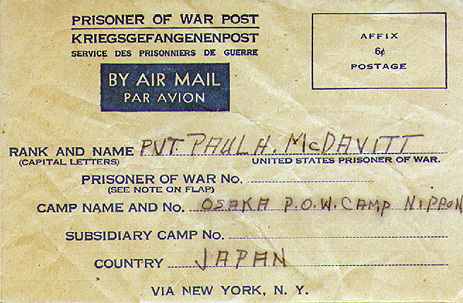 PRISONER OF WAR POST
KRIEGSGEFANGENENPOST
SERVICE DES PRISONNIERS DE GUERRE
BY AIR MAIL
PAR AVION
AFFIX
6¢
POSTAGE
RANK AND NAME PVT. PAUL H. McDAVITT
(CAPITAL LETTERS) UNITED STATES PRISONER OF WAR.
PRISONER OF WAR No.
(SEE NOTE ON FLAP)
CAMP NAME AND No. OSAKA P.O.W. CAMP NIPPON
SUBSIDIARY CAMP No.
COUNTRY JAPAN
VIA NEW YORK, N. Y.